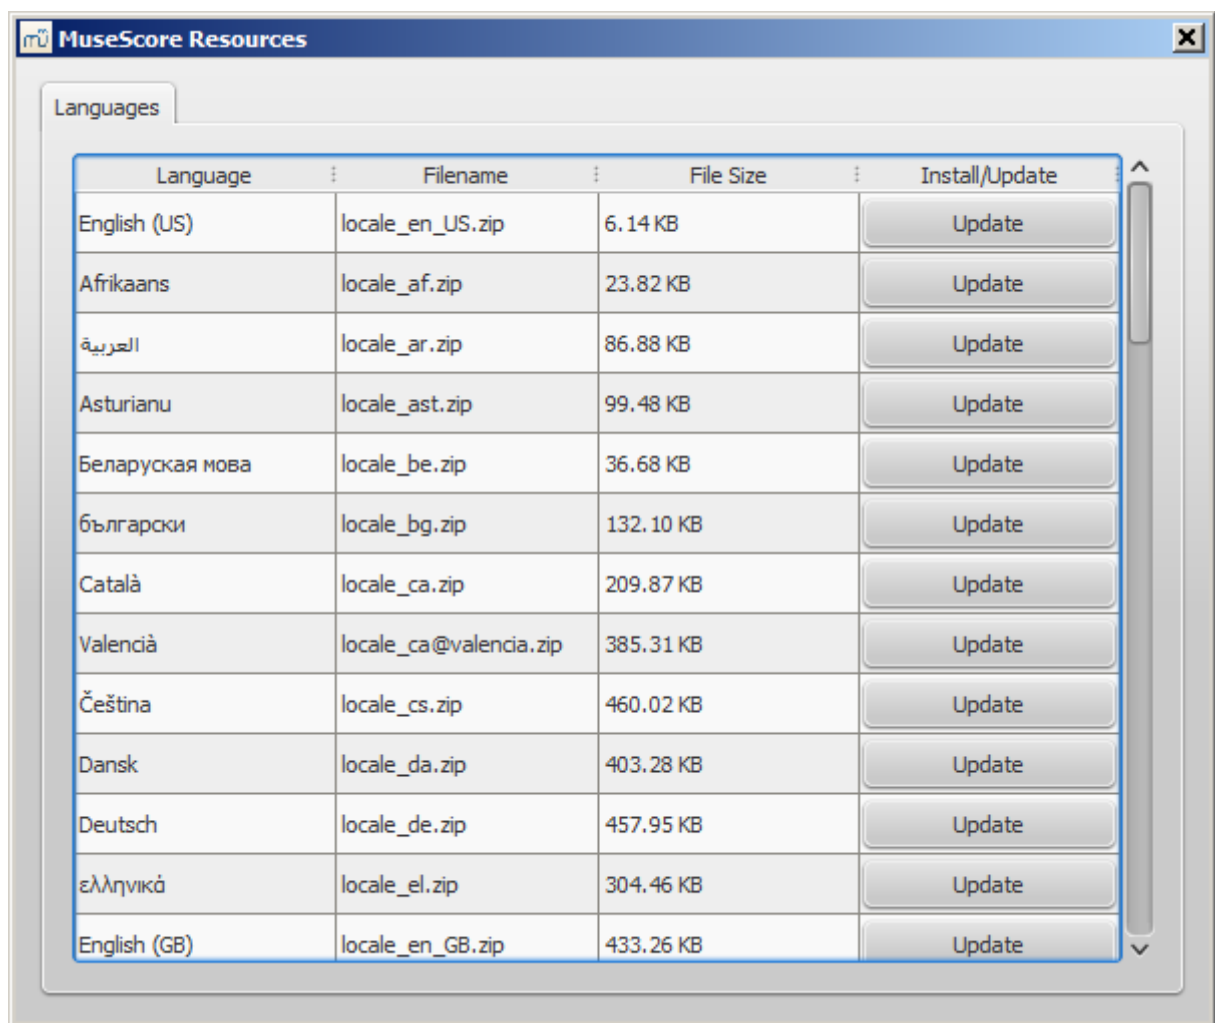 mü MuseScore Resources
Languages
Language Filename File Size Install/Update
English (US) locale_en_US.zip 6.14 KB Update
Afrikaans locale_af.zip 23.82 KB Update
العربية locale_ar.zip 86.88 KB Update
Asturianu locale_ast.zip 99.48 KB Update
Беларуская мова locale_be.zip 36.68 KB Update
български locale_bg.zip 132.10 KB Update
Català locale_ca.zip 209.87 KB Update
Valencià locale_ca@valencia.zip 385.31 KB Update
Čeština locale_cs.zip 460.02 KB Update
Dansk locale_da.zip 403.28 KB Update
Deutsch locale_de.zip 457.95 KB Update
ελληνικά locale_el.zip 304.46 KB Update
English (GB) locale_en_GB.zip 433.26 KB Update